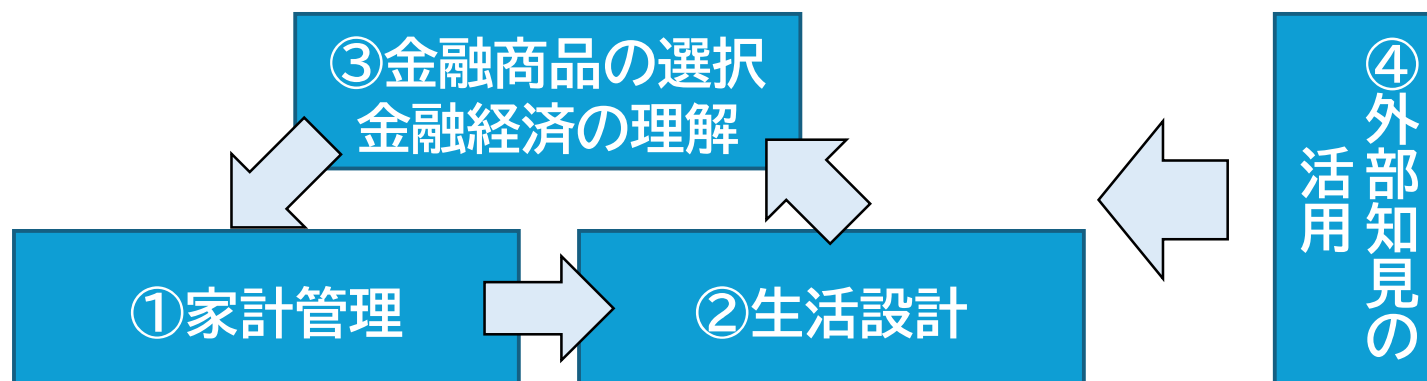 ③金融商品の選択
金融経済の理解
①家計管理
②生活設計
④外部知見の
活用